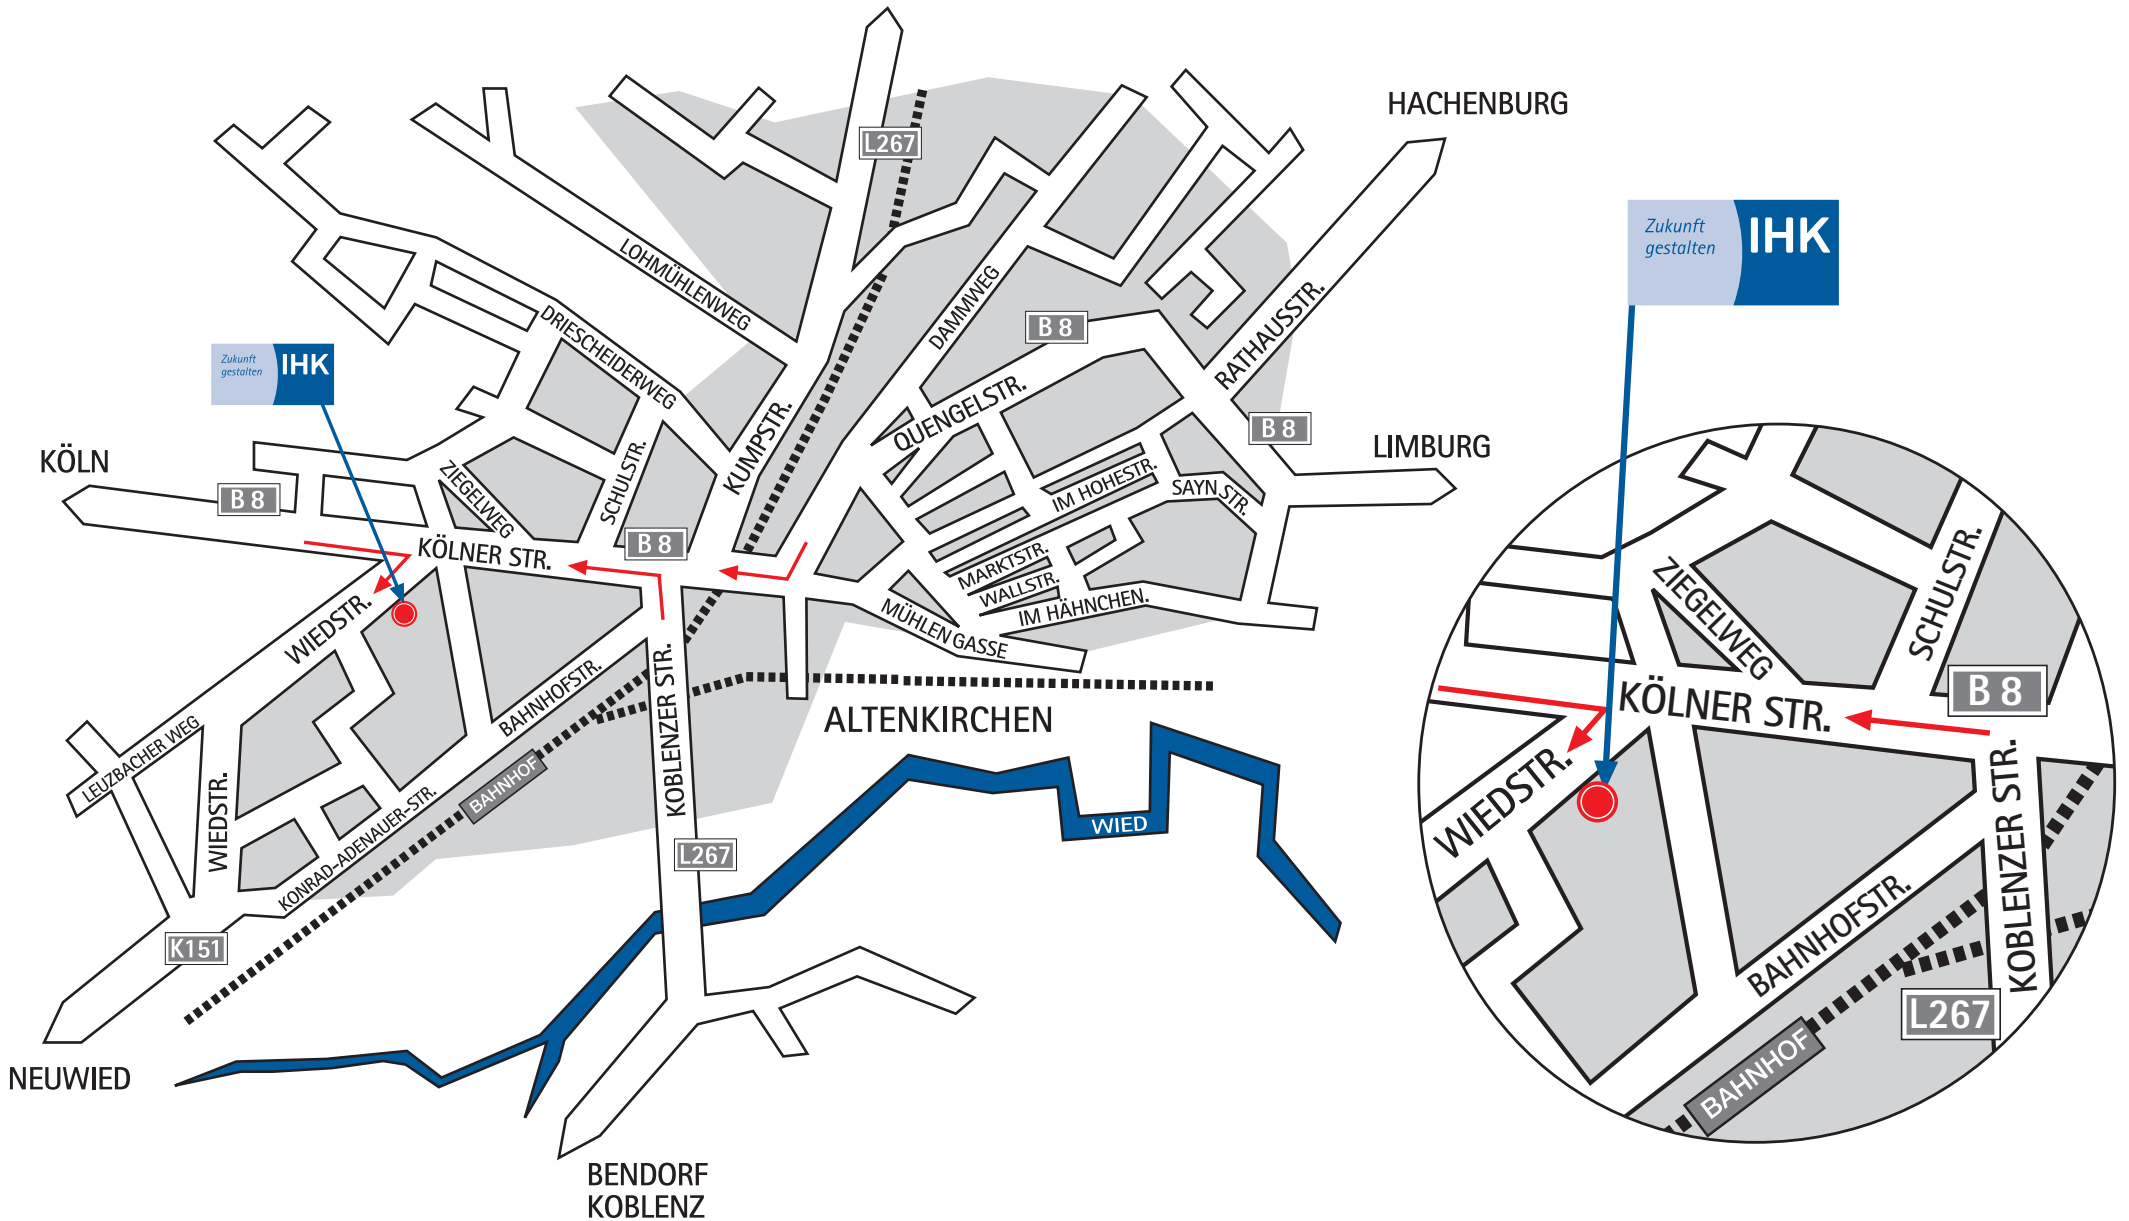 HACHENBURG
L267
LOHMÜHLENWEG
DAMMWEG
B 8
RATHAUSSTR.
DRIESCHEIDERWEG
Zukunft
gestalten
IHK
QUENGELSTR.
KUMPSTR.
B 8
LIMBURG
KÖLN
B 8
ZIEGELWEG
SCHULSTR.
IM HOHESTR.
SAYNSTR.
KÖLNER STR.
B 8
MARKTSTR.
WALLSTR.
IM HÄHNCHEN.
MÜHLENGASSE
WIEDSTR.
BAHNHOFSTR.
KOBLENZER STR.
ALTENKIRCHEN
LEUZBACHER WEG
WIEDSTR.
BAHNHOF
KONRAD-ADENAUER-STR.
WIED
L267
K151
NEUWIED
BENDORF
KOBLENZ
Zukunft
gestalten
IHK
ZIEGELWEG
SCHULSTR.
KÖLNER STR.
B 8
WIEDSTR.
BAHNHOFSTR.
KOBLENZER STR.
L267
BAHNHOF